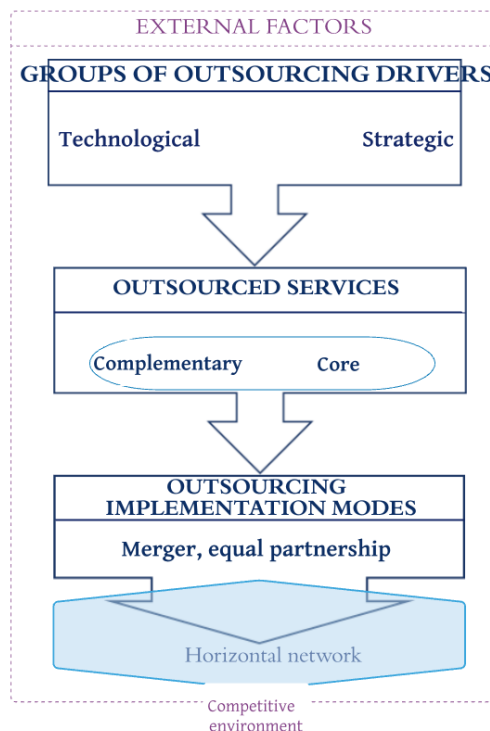 EXTERNAL FACTORS
GROUPS OF OUTSOURCING DRIVERS
Technological Strategic
OUTSOURCED SERVICES
Complementary Core
OUTSOURCING
IMPLEMENTATION MODES
Merger, equal partnership
Horizontal network
Competitive
environment